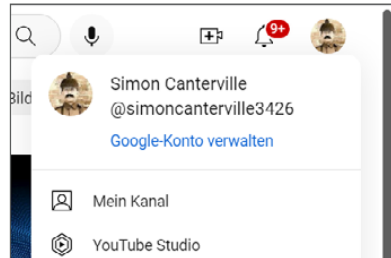 9+
Bild
Simon Canterville
@simoncanterville3426
Google-Konto verwalten
Mein Kanal
YouTube Studio